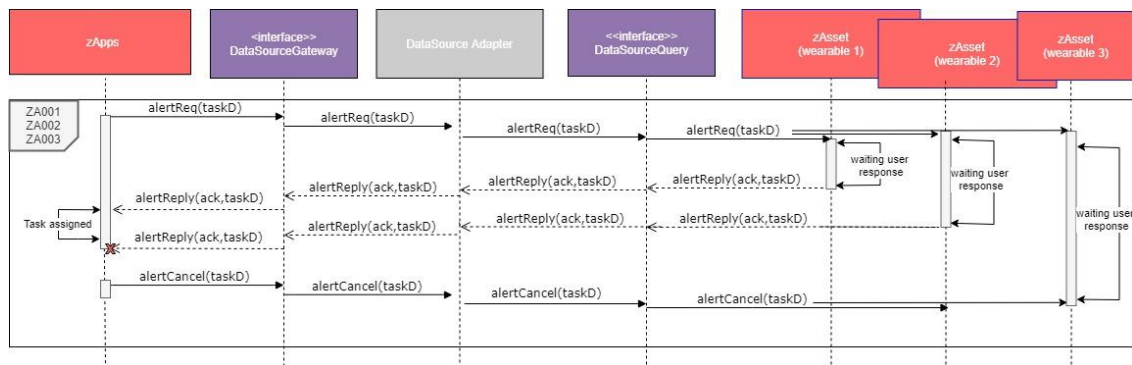 zApps
<interface>>
DataSourceGateway
DataSource Adapter
<<interface>>
DataSourceQuery
zAsset
(wearable 1)
zAsset
(wearable 2)
zAsset
(wearable 3)
ZA001
ZA002
ZA003
alertReq(taskD)
alertReq(taskD)
alertReq(taskD)
alertReq(taskD)
waiting user
response
waiting user
response
waiting user
response
alertReply(ack,taskD)
alertReply(ack,taskD)
alertReply(ack,taskD)
alertReply(ack,taskD)
Task assigned
alertReply(ack,taskD)
alertReply(ack,taskD)
alertReply(ack,taskD)
alertReply(ack,taskD)
alertCancel(taskD)
alertCancel(taskD)
alertCancel(taskD)
alertCancel(taskD)